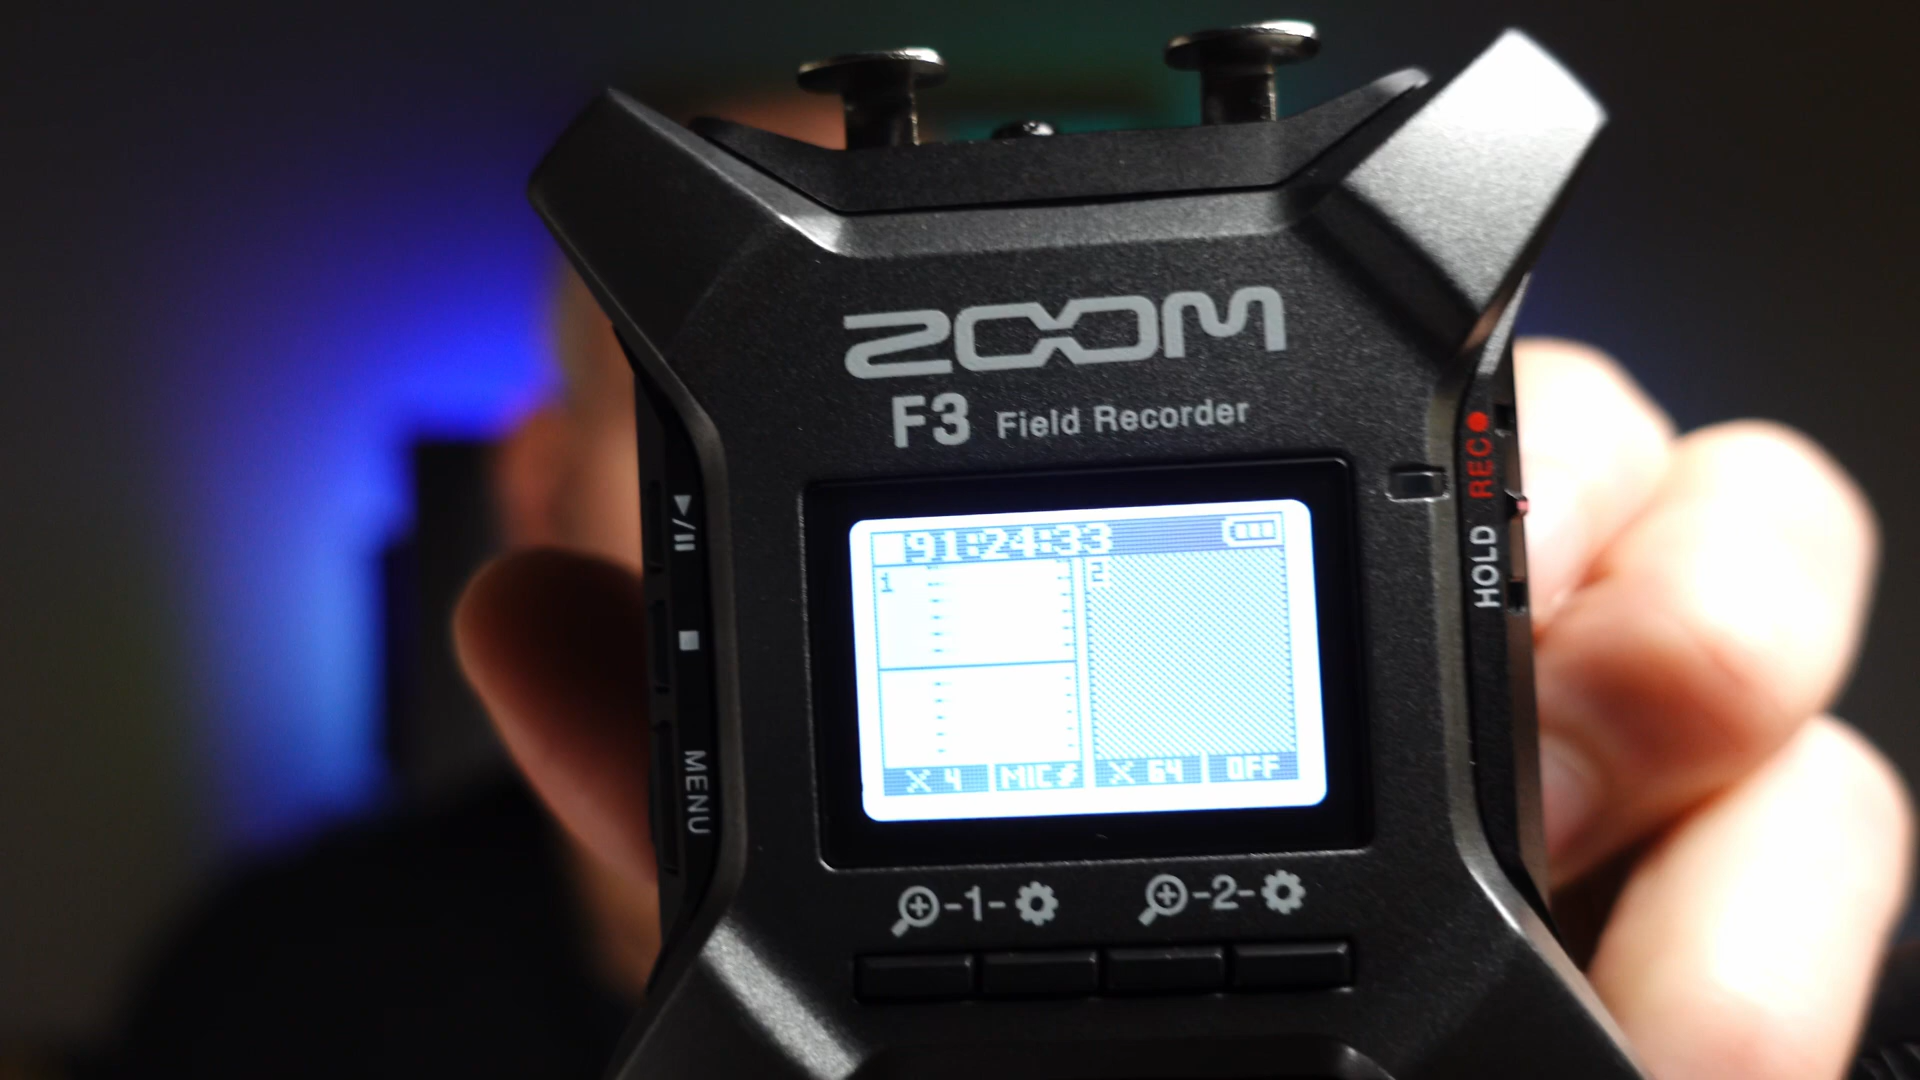 ZOOM
F3 Field Recorder
REC
HOLD
MENU
91:24:33
1 2
X 4 MIC X 64 OFF
-1- -2-